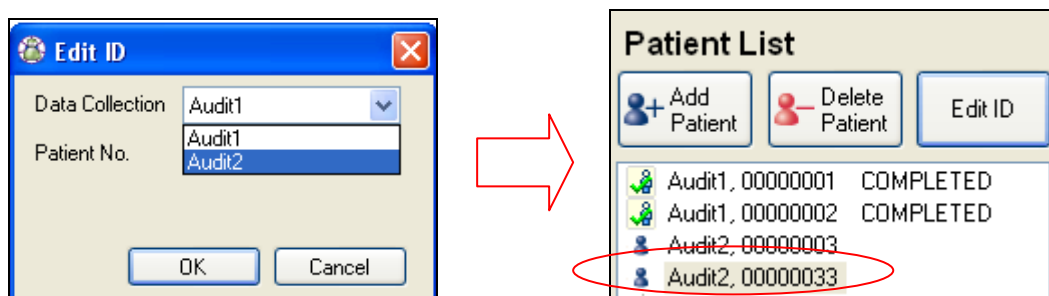 Edit ID
Data Collection Audit1
Audit1
Audit2
Patient No.
OK Cancel
Patient List
Add Patient
Delete Patient
Edit ID
Audit1, 00000001 COMPLETED
Audit1, 00000002 COMPLETED
Audit2, 00000003
Audit2, 00000033